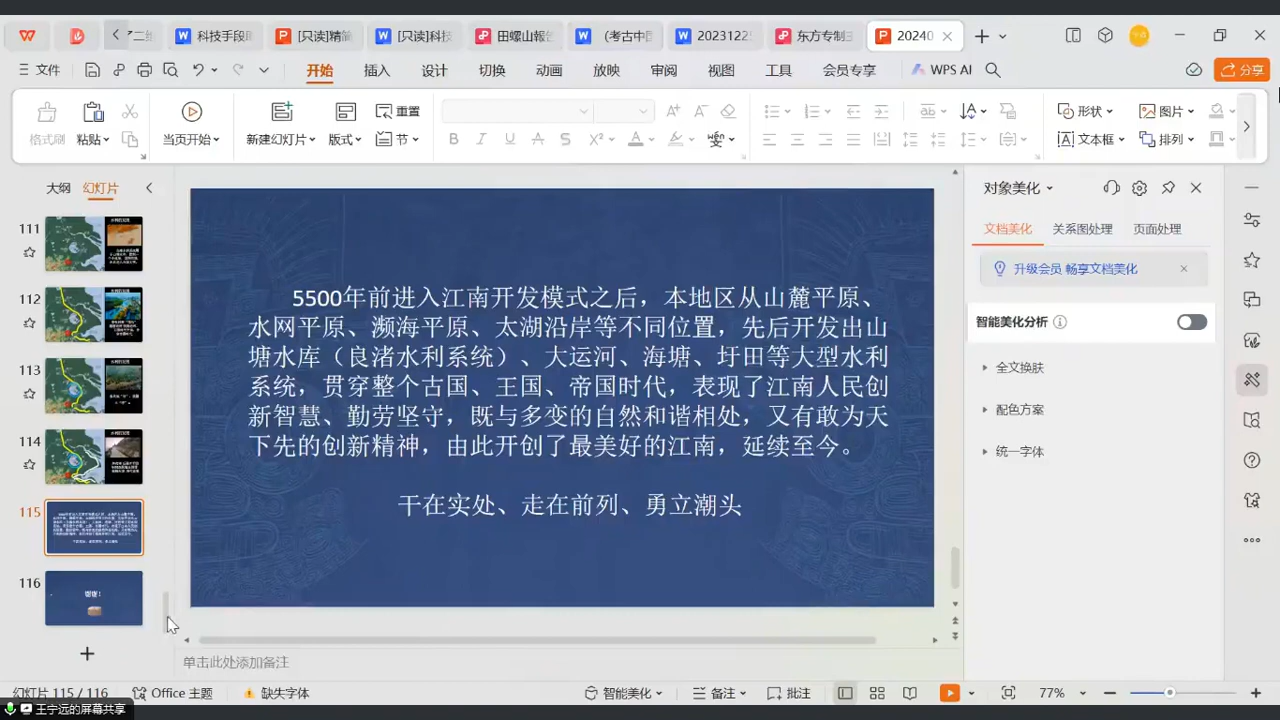 了二维
科技手段
[只读]精简
[只读]科技
田螺山報告
（考古中国
20231225
东方专制
20240
文件
开始
插入
设计
切换
动画
放映
审阅
视图
工具
会员专享
WPS AI
分享
格式刷
粘贴
当页开始
新建幻灯片
版式
重置
节
形状
图片
文本框
排列
大纲
幻灯片
111
112
113
114
115
116
谢谢！
5500年前进入江南开发模式之后，本地区从山麓平原、
水网平原、濒海平原、太湖沿岸等不同位置，先后开发出山
塘水库（良渚水利系统）、大运河、海塘、圩田等大型水利
系统，贯穿整个古国、王国、帝国时代，表现了江南人民创
新智慧、勤劳坚守，既与多变的自然和谐相处，又有敢为天
下先的创新精神，由此开创了最美好的江南，延续至今。
干在实处、走在前列、勇立潮头
单击此处添加备注
对象美化
文档美化
关系图处理
页面处理
升级会员 畅享文档美化
智能美化分析
全文换肤
配色方案
统一字体
幻灯片 115 / 116
Office 主题
缺失字体
智能美化
备注
批注
77%
王宁远的屏幕共享